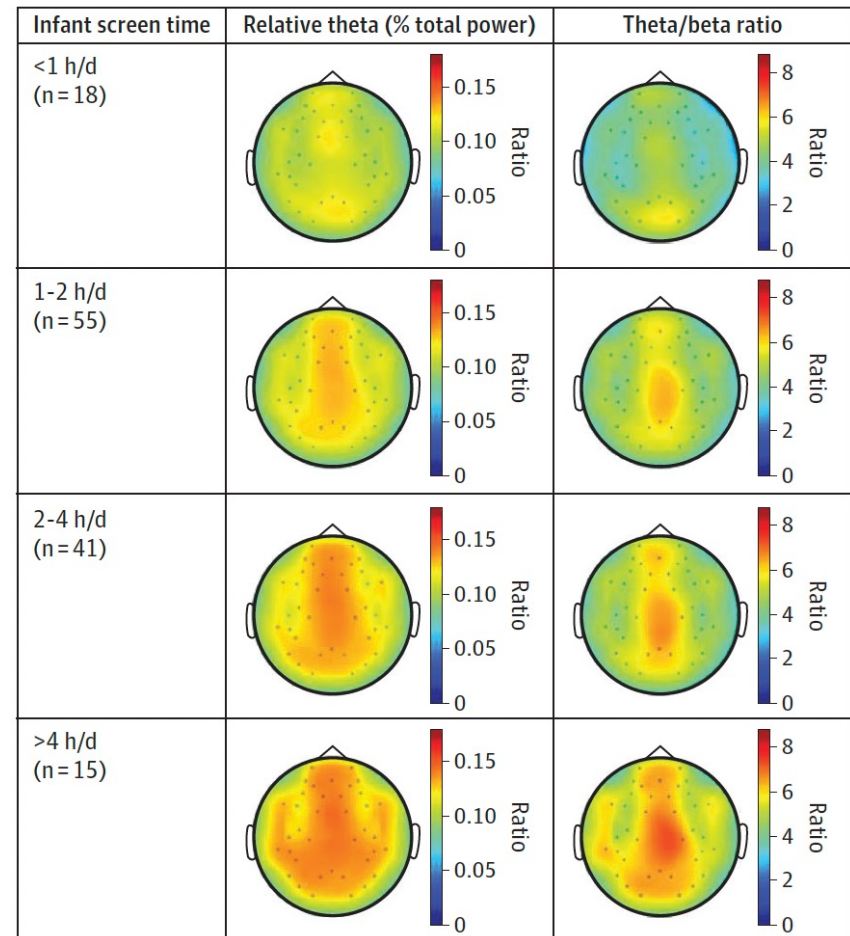 Infant screen time
Relative theta (% total power)
Theta/beta ratio
<1 h/d
(n=18)
0.15
0.10
0.05
0
Ratio
8
6
4
2
0
Ratio
1-2 h/d
(n=55)
0.15
0.10
0.05
0
Ratio
8
6
4
2
0
Ratio
2-4 h/d
(n=41)
0.15
0.10
0.05
0
Ratio
8
6
4
2
0
Ratio
>4 h/d
(n=15)
0.15
0.10
0.05
0
Ratio
8
6
4
2
0
Ratio